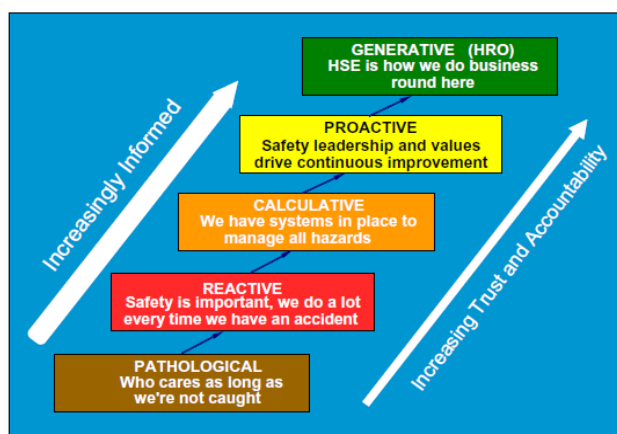 GENERATIVE (HRO)
HSE is how we do business
round here
PROACTIVE
Safety leadership and values
drive continuous improvement
CALCULATIVE
We have systems in place to
manage all hazards
REACTIVE
Safety is important, we do a lot
every time we have an accident
PATHOLOGICAL
Who cares as long as
we're not caught
Increasingly Informed
Increasing Trust and Accountability